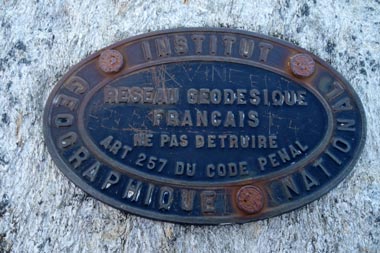 INSTITUT
GEOGRAPHIQUE NATIONAL
RESEAU GEODESIQUE
FRANCAIS
NE PAS DETRUIRE
ART 257 DU CODE PENAL